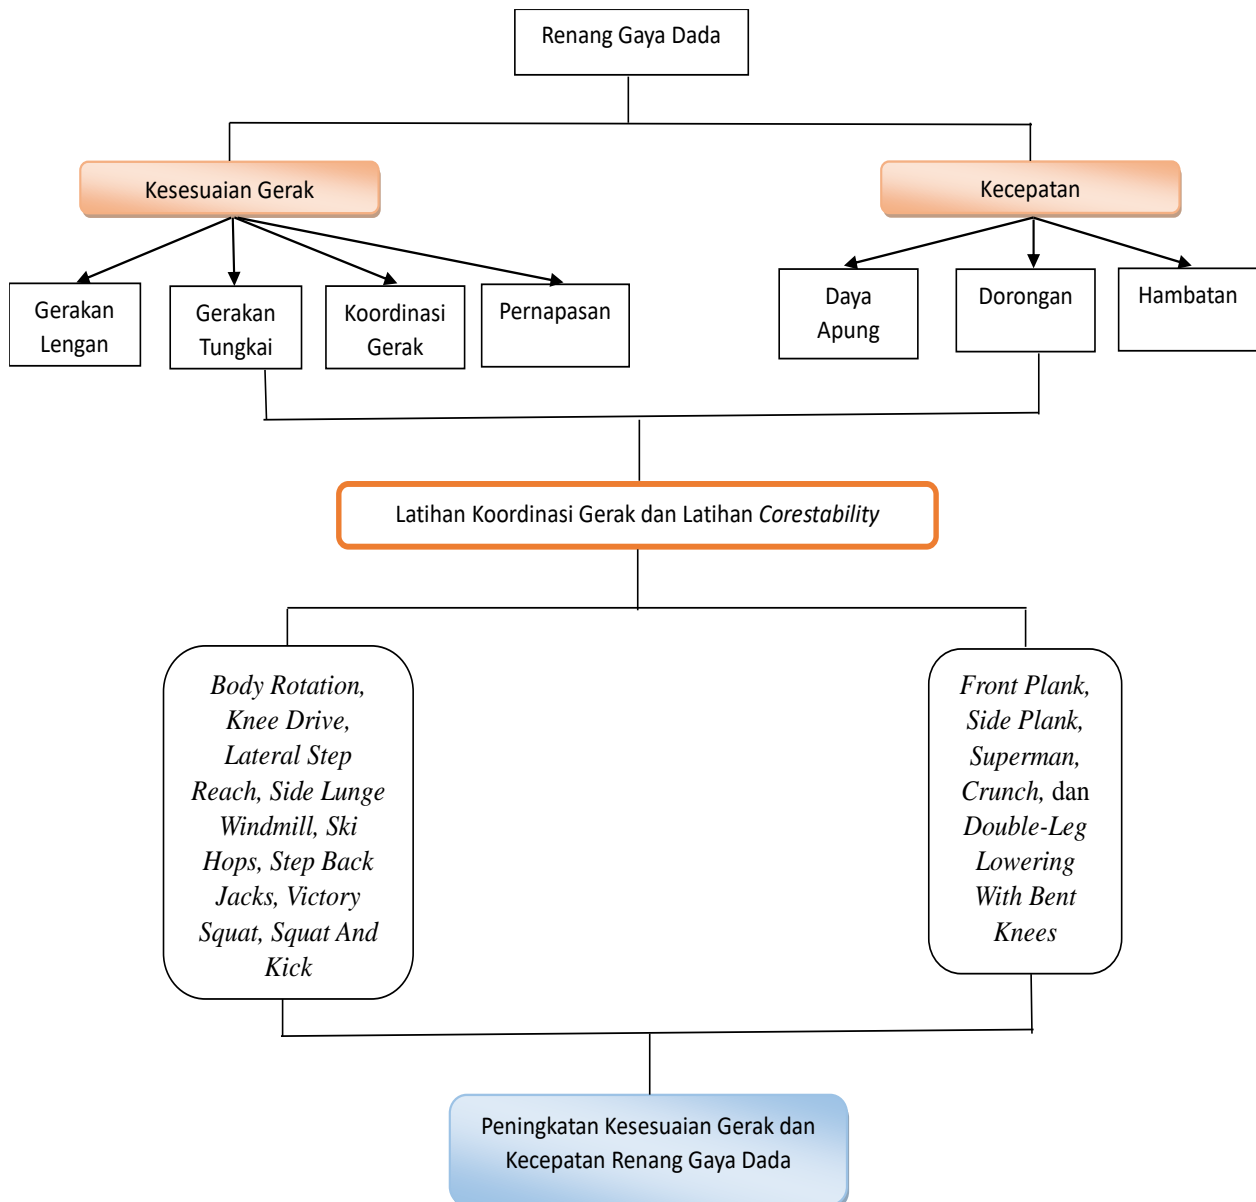 Renang Gaya Dada
Kesesuaian Gerak
Kecepatan
Gerakan
Lengan
Gerakan
Tungkai
Koordinasi
Gerak
Pernapasan
Daya
Apung
Dorongan
Hambatan
Latihan Koordinasi Gerak dan Latihan Corestability
Body Rotation,
Knee Drive,
Lateral Step
Reach, Side Lunge
Windmill, Ski
Hops, Step Back
Jacks, Victory
Squat, Squat And
Kick
Front Plank,
Side Plank,
Superman,
Crunch, dan
Double-Leg
Lowering
With Bent
Knees
Peningkatan Kesesuaian Gerak dan
Kecepatan Renang Gaya Dada